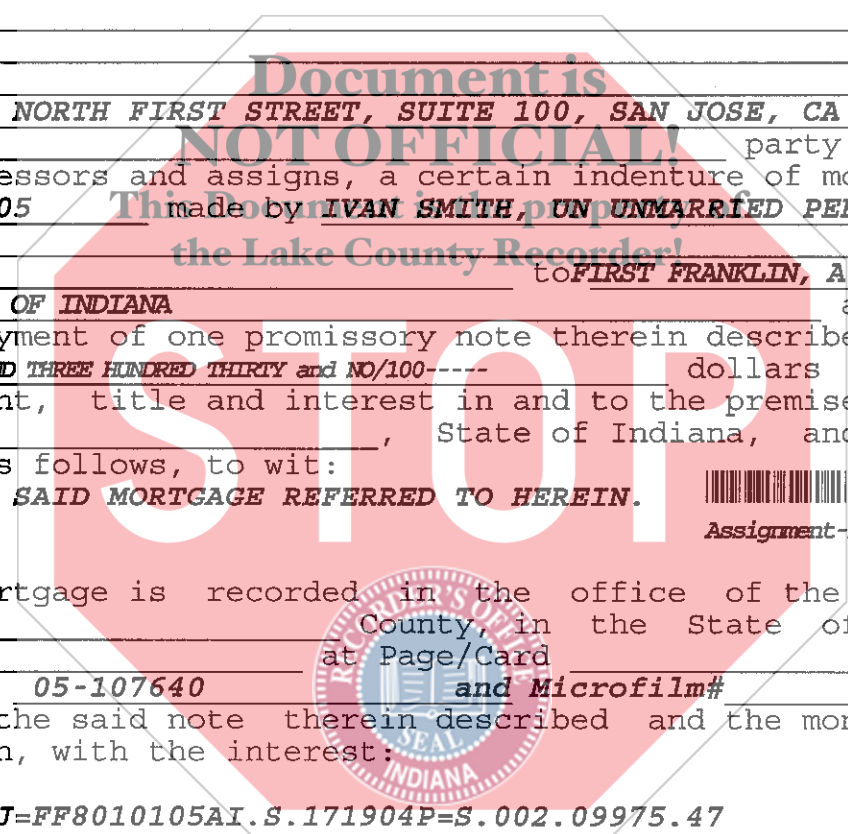 Document is
NORTH FIRST STREET, SUITE 100, SAN JOSE, CA
NOT OFFICIAL!
party
essors and assigns, a certain indenture of mo
05 made by IVAN SMITH, UN UNMARRIED PER
This Document is the property of
the Lake County Recorder!
toFIRST FRANKLIN, A
OF INDIANA a
yment of one promissory note therein describe
D THREE HUNDRED THIRTY and NO/100----- dollars
nt, title and interest in and to the premise
, State of Indiana, and
s follows, to wit:
SAID MORTGAGE REFERRED TO HEREIN.
Assignment-
STOP
rtgage is recorded in the office of the
County, in the State of
at Page/Card
05-107640 and Microfilm#
the said note therein described and the mor
n, with the interest:
RECORDER'S OFFICE
SEAL
INDIANA
J=FF8010105AI.S.171904P=S.002.09975.47